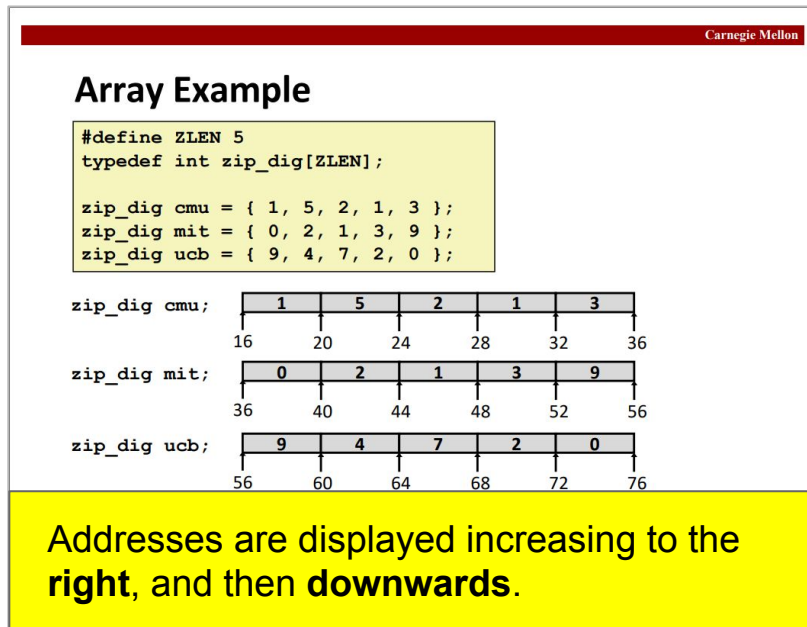 Carnegie Mellon
Array Example
#define ZLEN 5
typedef int zip_dig[ZLEN];
zip_dig cmu = { 1, 5, 2, 1, 3 };
zip_dig mit = { 0, 2, 1, 3, 9 };
zip_dig ucb = { 9, 4, 7, 2, 0 };
zip_dig cmu; 1 5 2 1 3
16 20 24 28 32 36
zip_dig mit; 0 2 1 3 9
36 40 44 48 52 56
zip_dig ucb; 9 4 7 2 0
56 60 64 68 72 76
Addresses are displayed increasing to the
right, and then downwards.